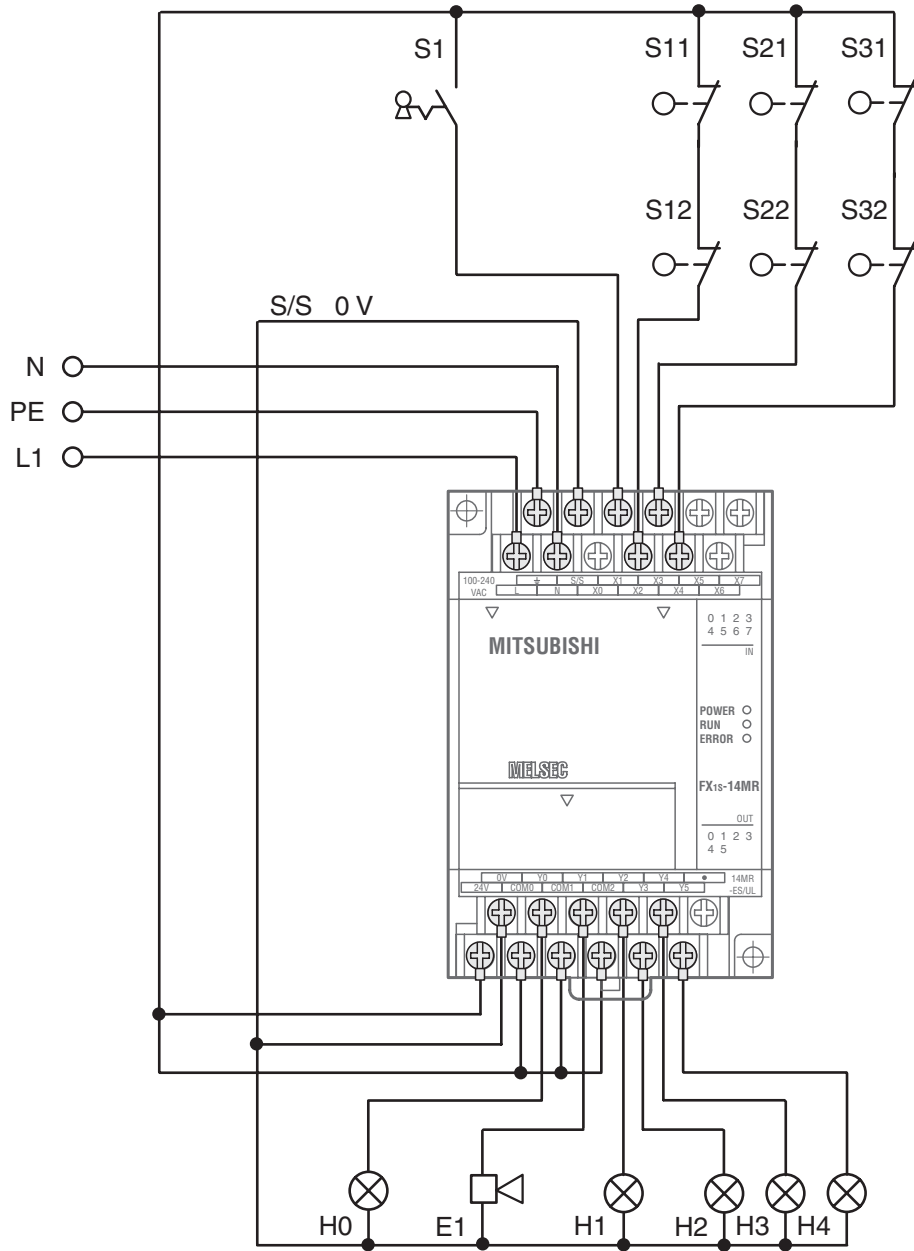 S1 S11 S21 S31
S12 S22 S32
S/S 0 V
N
PE
L1
100-240 ⏚ S/S X1 X3 X5 X7
VAC L N X0 X2 X4 X6
0 1 2 3
4 5 6 7
IN
MITSUBISHI
POWER
RUN
ERROR
MELSEC
FX1S-14MR
OUT
0 1 2 3
4 5
0V Y0 Y1 Y2 Y4 • 14MR
24V COM0 COM1 COM2 Y3 Y5 -ES/UL
H0 E1 H1 H2 H3 H4